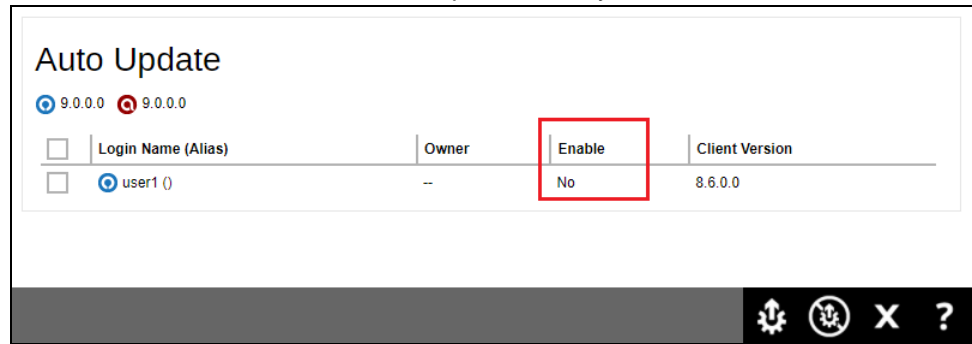 Auto Update
9.0.0.0 9.0.0.0
Login Name (Alias) Owner Enable Client Version
user1 () -- No 8.6.0.0
X ?